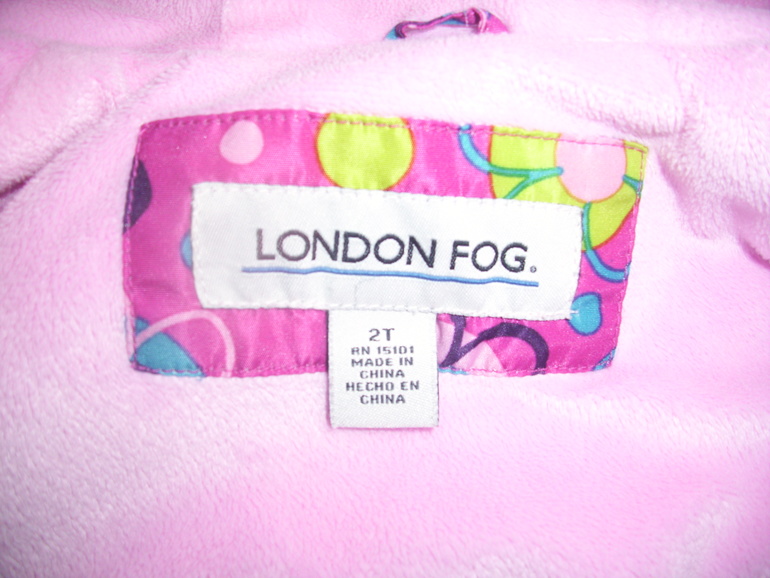 LONDON FOG.
2T
RN 15101
MADE IN
CHINA
HECHO EN
CHINA